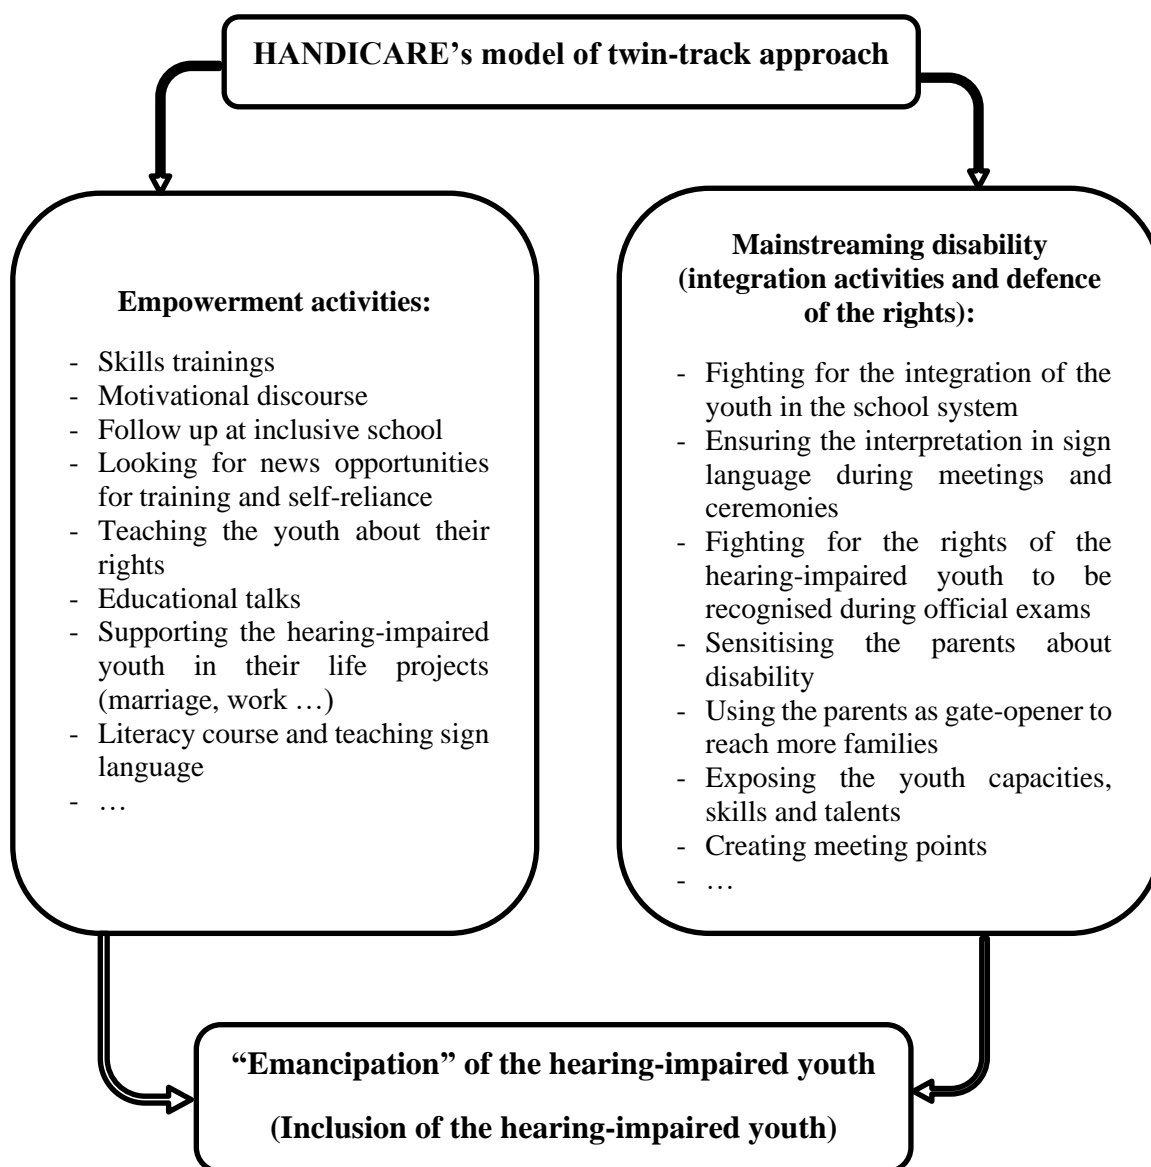 HANDICARE’s model of twin-track approach
Empowerment activities:
- Skills trainings
- Motivational discourse
- Follow up at inclusive school
- Looking for news opportunities
for training and self-reliance
- Teaching the youth about their
rights
- Educational talks
- Supporting the hearing-impaired
youth in their life projects
(marriage, work …)
- Literacy course and teaching sign
language
- …
Mainstreaming disability
(integration activities and defence
of the rights):
- Fighting for the integration of the
youth in the school system
- Ensuring the interpretation in sign
language during meetings and
ceremonies
- Fighting for the rights of the
hearing-impaired youth to be
recognised during official exams
- Sensitising the parents about
disability
- Using the parents as gate-opener to
reach more families
- Exposing the youth capacities,
skills and talents
- Creating meeting points
- …
“Emancipation” of the hearing-impaired youth
(Inclusion of the hearing-impaired youth)